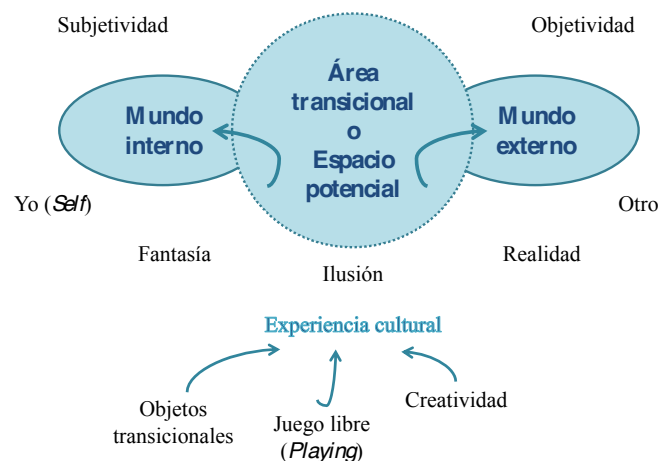 Subjetividad
Objetividad
Área
transicional
o
Espacio
potencial
Mundo
interno
Mundo
externo
Yo (Self)
Otro
Fantasía
Ilusión
Realidad
Experiencia cultural
Objetos
transicionales
Juego libre
(Playing)
Creatividad